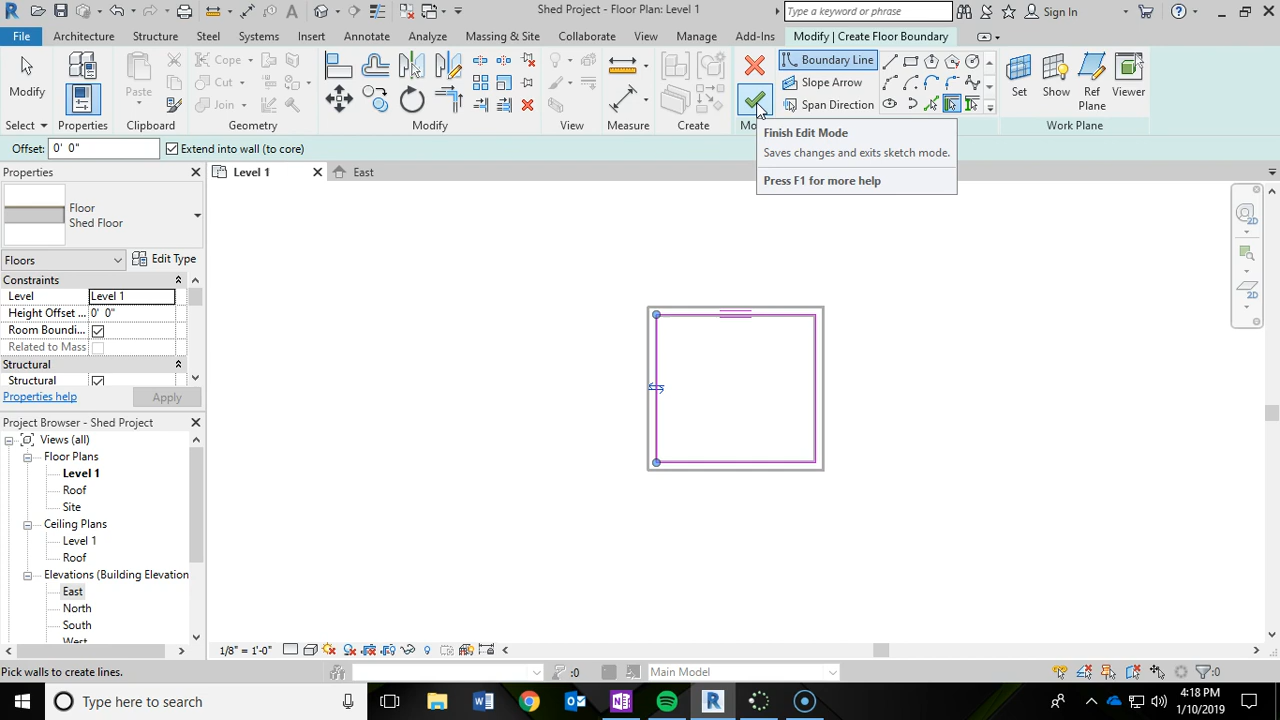 Shed Project - Floor Plan: Level 1
Type a keyword or phrase
Sign In
File
Architecture
Structure
Steel
Systems
Insert
Annotate
Analyze
Massing & Site
Collaborate
View
Manage
Add-Ins
Modify | Create Floor Boundary
Modify
Select
Properties
Paste
Clipboard
Cope
Cut
Join
Geometry
Modify
View
Measure
Create
Boundary Line
Slope Arrow
Span Direction
Set
Show
Ref
Plane
Viewer
Work Plane
Offset:
0' 0"
Extend into wall (to core)
Finish Edit Mode
Saves changes and exits sketch mode.
Press F1 for more help
Properties
Level 1
East
Floor
Shed Floor
Floors
Edit Type
Constraints
Level
Level 1
Height Offset ...
0' 0"
Room Boundi...
Related to Mass
Structural
Structural
Properties help
Apply
Project Browser - Shed Project
Views (all)
Floor Plans
Level 1
Roof
Site
Ceiling Plans
Level 1
Roof
Elevations (Building Elevation
East
North
South
West
1/8" = 1'-0"
Pick walls to create lines.
:0
Main Model
:0
Type here to search
4:18 PM
1/10/2019
2D
2D